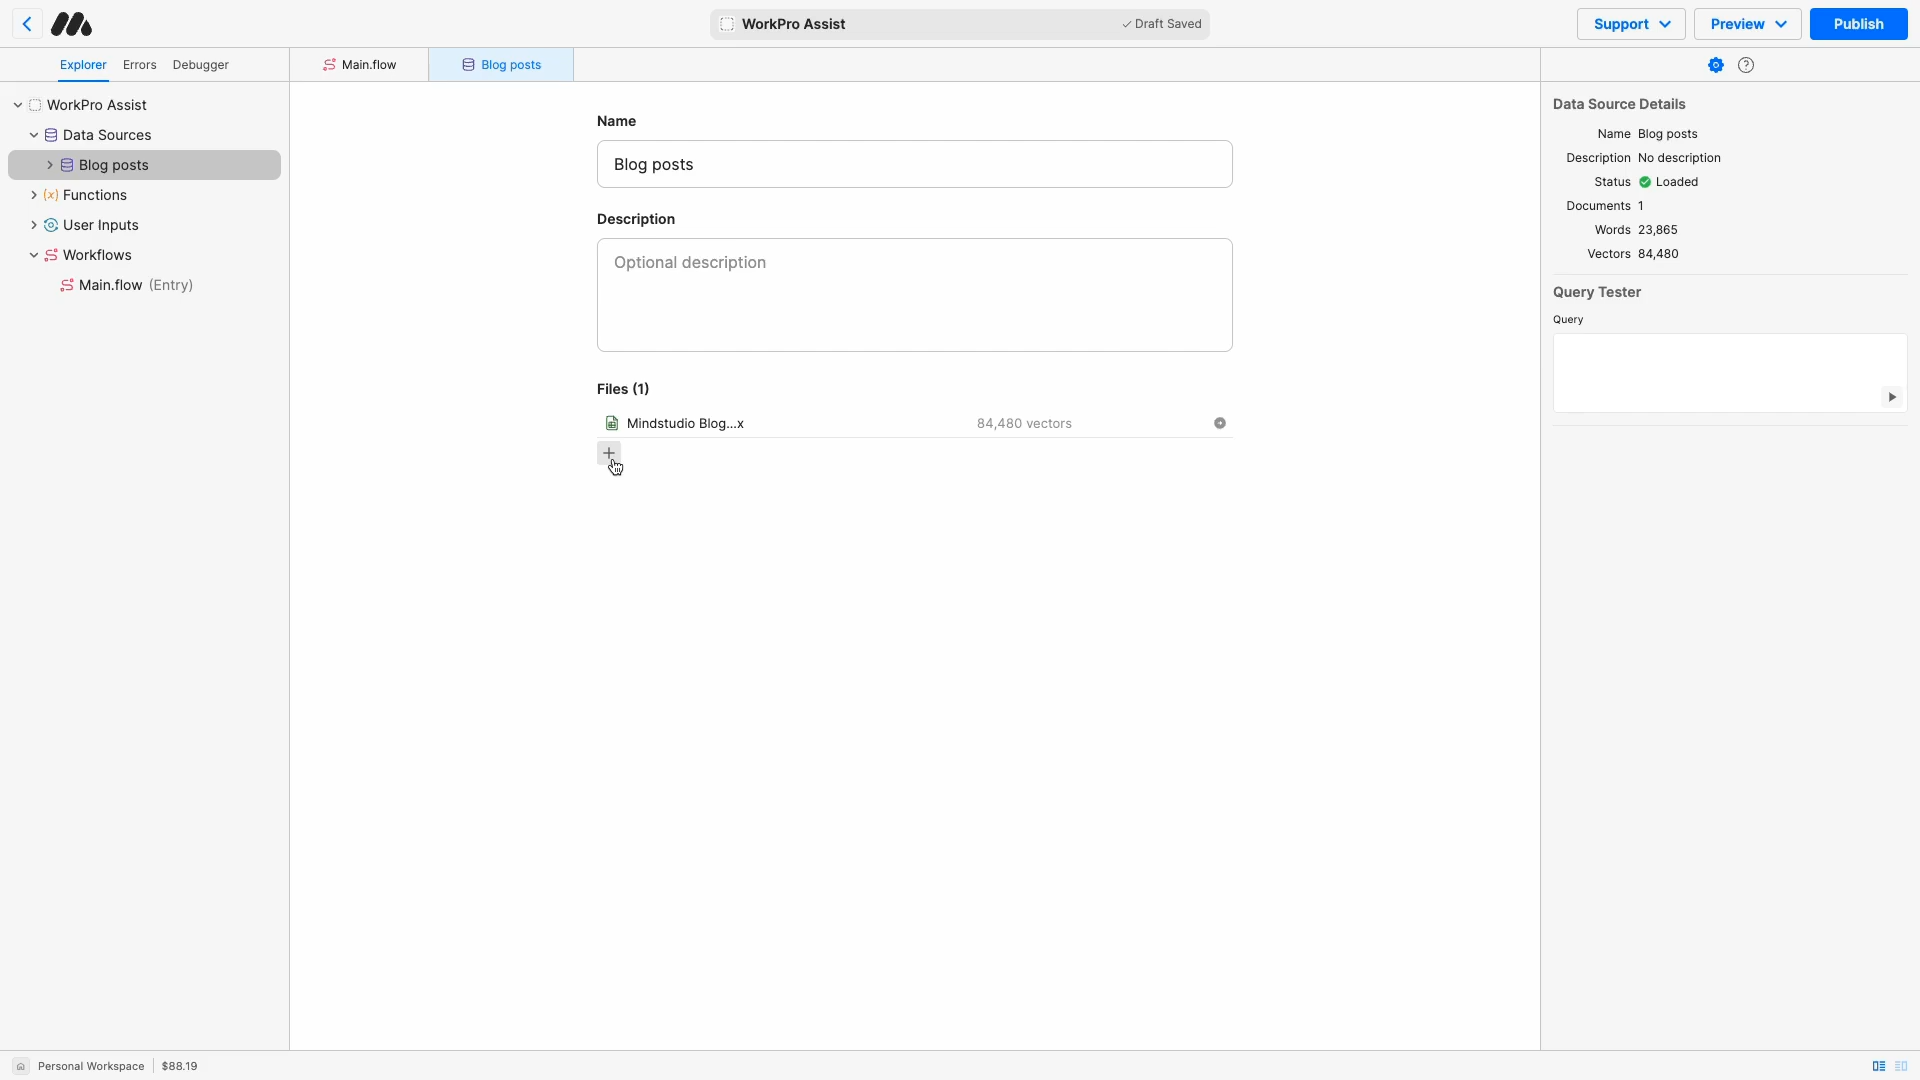 WorkPro Assist
Draft Saved
Support
Preview
Publish
Explorer
Errors
Debugger
Main.flow
Blog posts
WorkPro Assist
Data Sources
Blog posts
(x) Functions
User Inputs
Workflows
Main.flow (Entry)
Name
Blog posts
Description
Optional description
Files (1)
Mindstudio Blog...x
84,480 vectors
Data Source Details
Name Blog posts
Description No description
Status Loaded
Documents 1
Words 23,865
Vectors 84,480
Query Tester
Query
Personal Workspace
$88.19